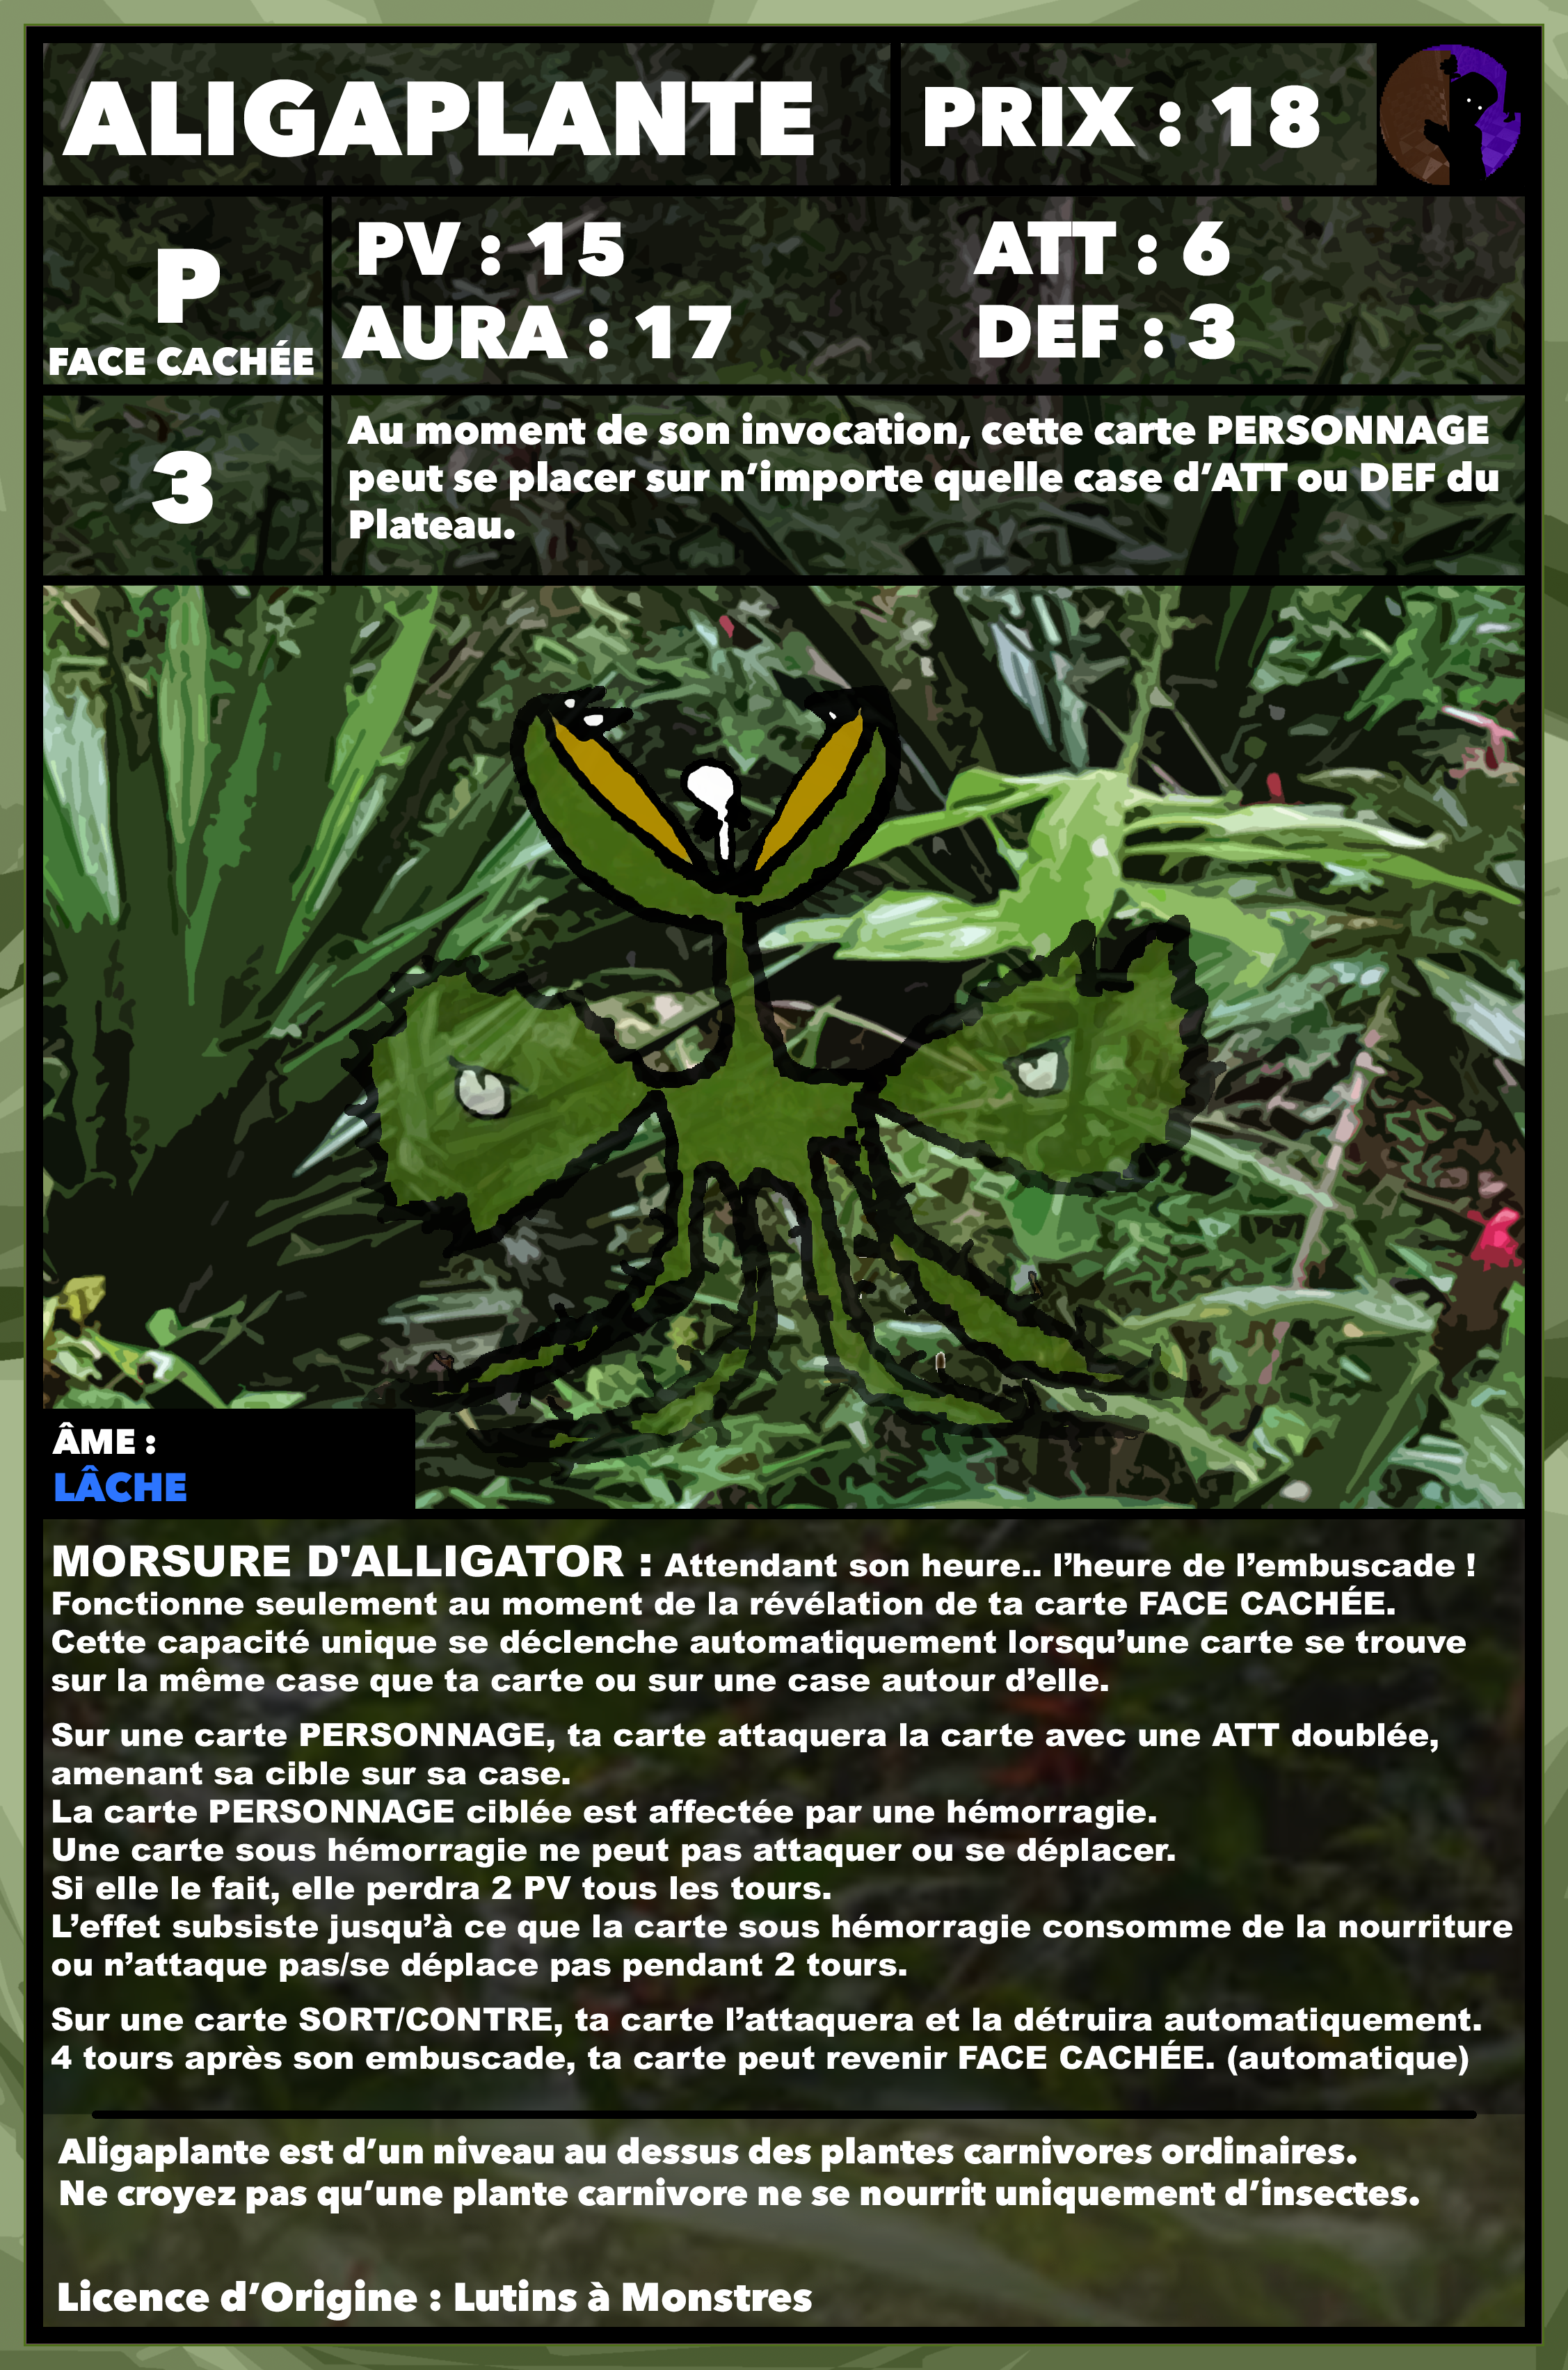 ALIGAPLANTE
PRIX : 18
P
FACE CACHÉE
PV : 15
ATT : 6
AURA : 17
DEF : 3
3
Au moment de son invocation, cette carte PERSONNAGE
peut se placer sur n’importe quelle case d’ATT ou DEF du
Plateau.
ÂME :
LÂCHE
MORSURE D'ALLIGATOR : Attendant son heure.. l’heure de l’embuscade !
Fonctionne seulement au moment de la révélation de ta carte FACE CACHÉE.
Cette capacité unique se déclenche automatiquement lorsqu’une carte se trouve
sur la même case que ta carte ou sur une case autour d’elle.
Sur une carte PERSONNAGE, ta carte attaquera la carte avec une ATT doublée,
amenant sa cible sur sa case.
La carte PERSONNAGE ciblée est affectée par une hémorragie.
Une carte sous hémorragie ne peut pas attaquer ou se déplacer.
Si elle le fait, elle perdra 2 PV tous les tours.
L’effet subsiste jusqu’à ce que la carte sous hémorragie consomme de la nourriture
ou n’attaque pas/se déplace pas pendant 2 tours.
Sur une carte SORT/CONTRE, ta carte l’attaquera et la détruira automatiquement.
4 tours après son embuscade, ta carte peut revenir FACE CACHÉE. (automatique)
Aligaplante est d’un niveau au dessus des plantes carnivores ordinaires.
Ne croyez pas qu’une plante carnivore ne se nourrit uniquement d’insectes.
Licence d’Origine : Lutins à Monstres